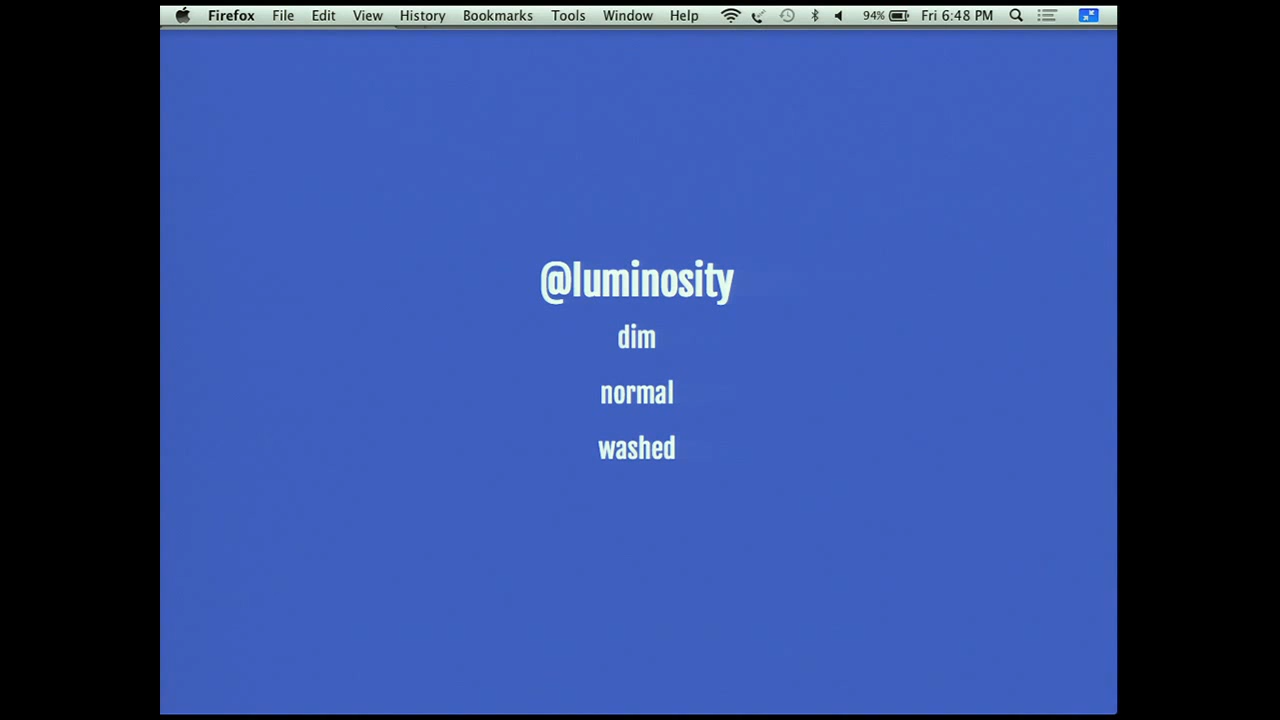 Firefox File Edit View History Bookmarks Tools Window Help 94% Fri 6:48 PM
@luminosity
dim
normal
washed